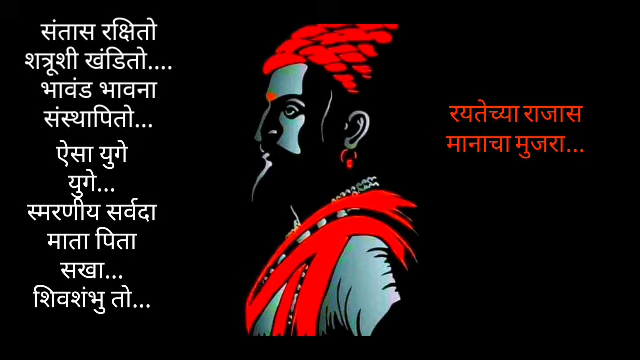 संतास रक्षितो
शत्रूशी खंडितो....
भावंड भावना
संस्थापितो...
ऐसा युगे
युगे...
स्मरणीय सर्वदा
माता पिता
सखा...
शिवशंभु तो...
रयतेच्या राजास
मानाचा मुजरा...